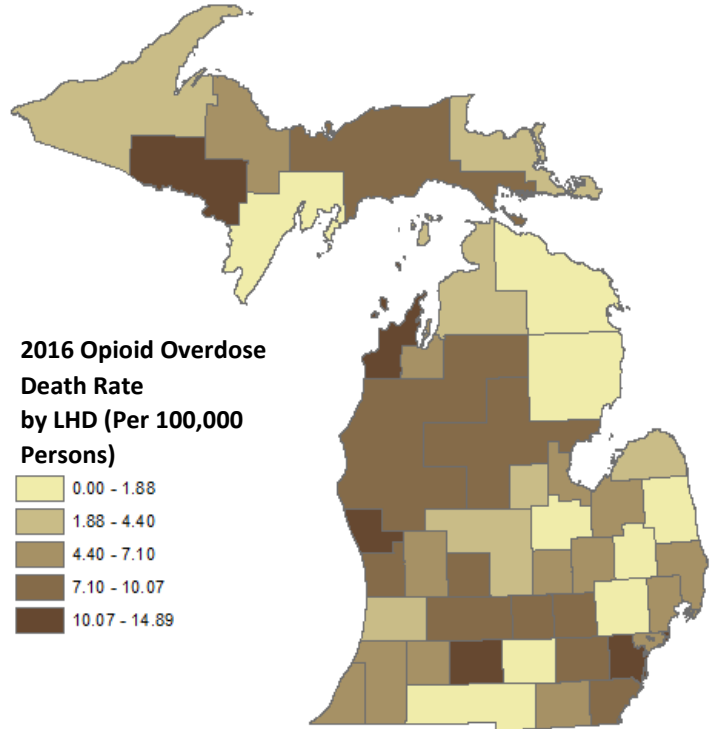 2016 Opioid Overdose
Death Rate
by LHD (Per 100,000
Persons)
0.00 - 1.88
1.88 - 4.40
4.40 - 7.10
7.10 - 10.07
10.07 - 14.89